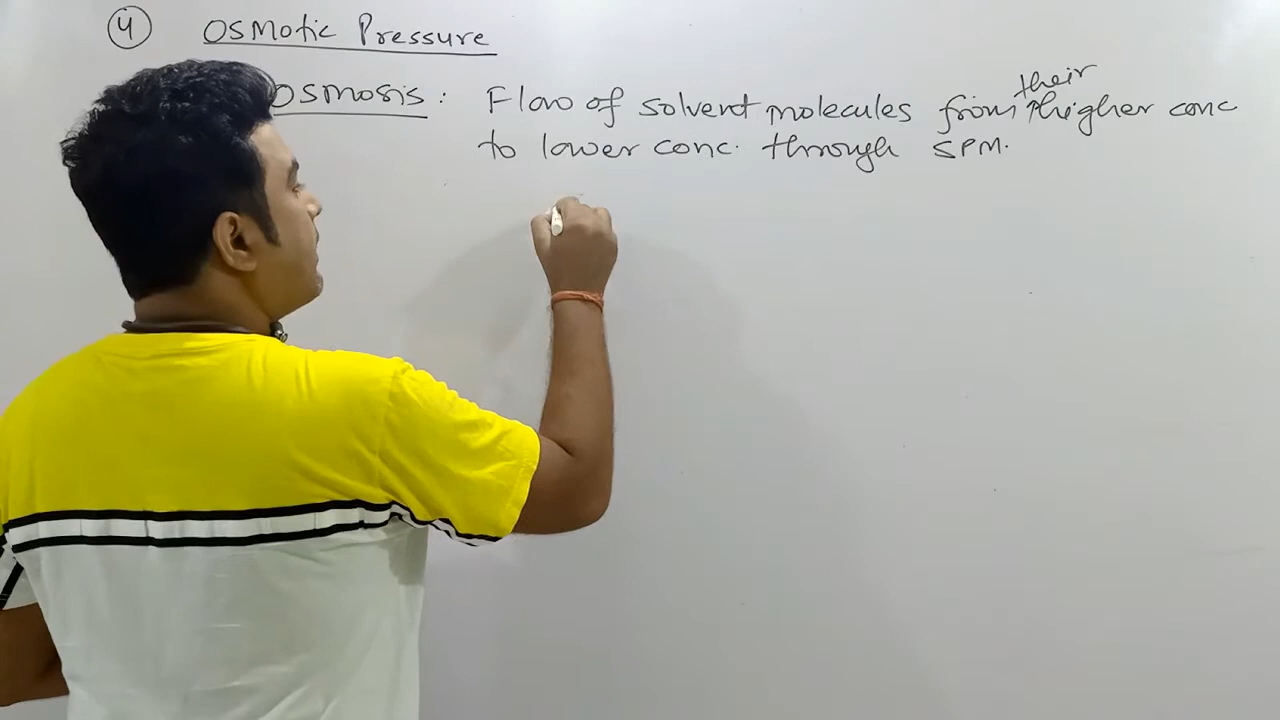 4 Osmotic Pressure
Osmosis : Flow of solvent molecules from their higher conc
to lower conc. through SPM.